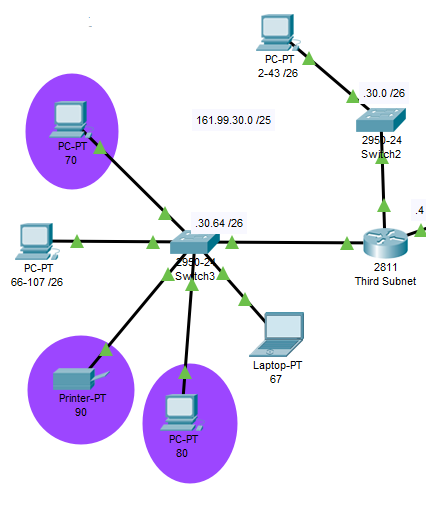 PC-PT
2-43 /26
.30.0 /26
161.99.30.0 /25
2950-24
Switch2
PC-PT
70
.30.64 /26
.4
2950-24
Switch3
PC-PT
66-107 /26
2811
Third Subnet
Laptop-PT
67
Printer-PT
90
PC-PT
80